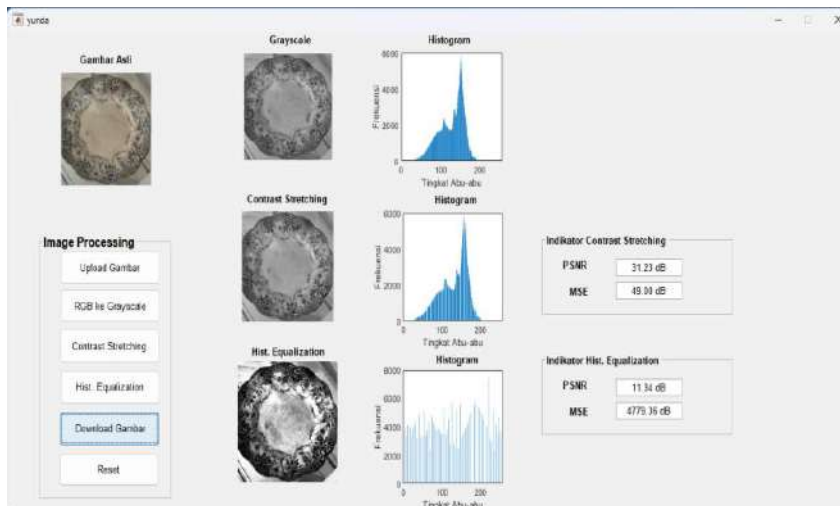 yunda
Gambar Asli
Image Processing
Upload Gambar
RGB ke Grayscale
Contrast Stretching
Hist. Equalization
Download Gambar
Reset
Grayscale
Histogram
Frekuensi
6000
4000
2000
0
0 100 200
Tingkat Abu-abu
Contrast Stretching
Histogram
Frekuensi
6000
4000
2000
0
0 100 200
Tingkat Abu-abu
Hist. Equalization
Histogram
Frekuensi
8000
6000
4000
2000
0
0 100 200
Tingkat Abu-abu
Indikator Contrast Stretching
PSNR 31.23 dB
MSE 49.00 dB
Indikator Hist. Equalization
PSNR 11.34 dB
MSE 4779.06 dB